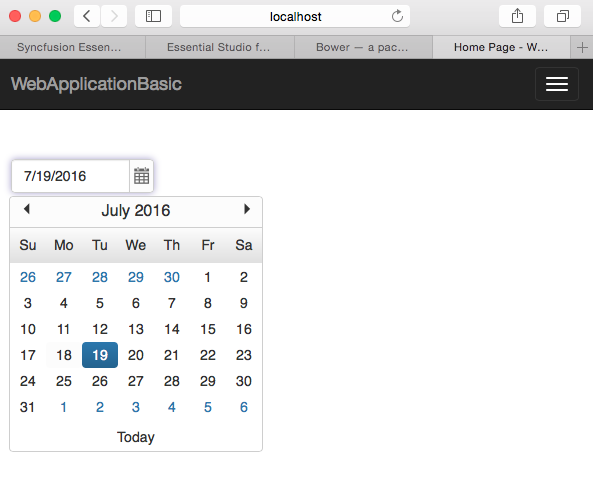 localhost
Syncfusion Essen... Essential Studio f... Bower — a pac... Home Page - W...
WebApplicationBasic
7/19/2016
July 2016
Su Mo Tu We Th Fr Sa
26 27 28 29 30 1 2
3 4 5 6 7 8 9
10 11 12 13 14 15 16
17 18 19 20 21 22 23
24 25 26 27 28 29 30
31 1 2 3 4 5 6
Today